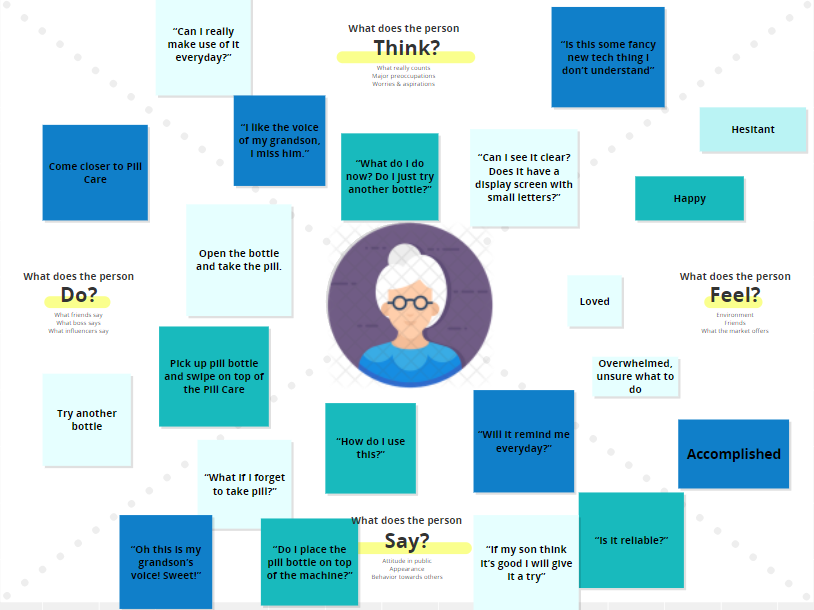 “Can I really
make use of it
everyday?”
What does the person
Think?
What really counts
Major preoccupations
Worries & aspirations
“Is this some fancy
new tech thing I
don’t understand”
“I like the voice
of my grandson,
I miss him.”
“What do I do
now? Do I just try
another bottle?”
“Can I see it clear?
Does it have a
display screen with
small letters?”
Hesitant
Happy
Come closer to Pill
Care
Open the bottle
and take the pill.
What does the person
Do?
What friends say
What boss says
What influencers say
Loved
What does the person
Feel?
Environment
Friends
What the market offers
Pick up pill bottle
and swipe on top of
the Pill Care
Overwhelmed,
unsure what to
do
Try another
bottle
“How do I use
this?”
“Will it remind me
everyday?”
Accomplished
“What if I forget
to take pill?”
“Oh this is my
grandson’s
voice! Sweet!”
“Do I place the
pill bottle on top
of the machine?”
What does the person
Say?
Attitude in public
Appearance
Behavior towards others
“If my son think
it’s good I will give
it a try”
“Is it reliable?”